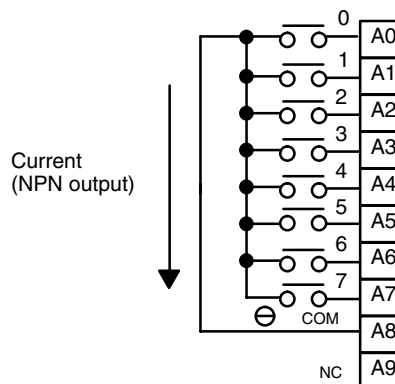 0 A0
1 A1
2 A2
3 A3
Current
(NPN output)
4 A4
5 A5
6 A6
7 A7
⊖ COM A8
NC A9